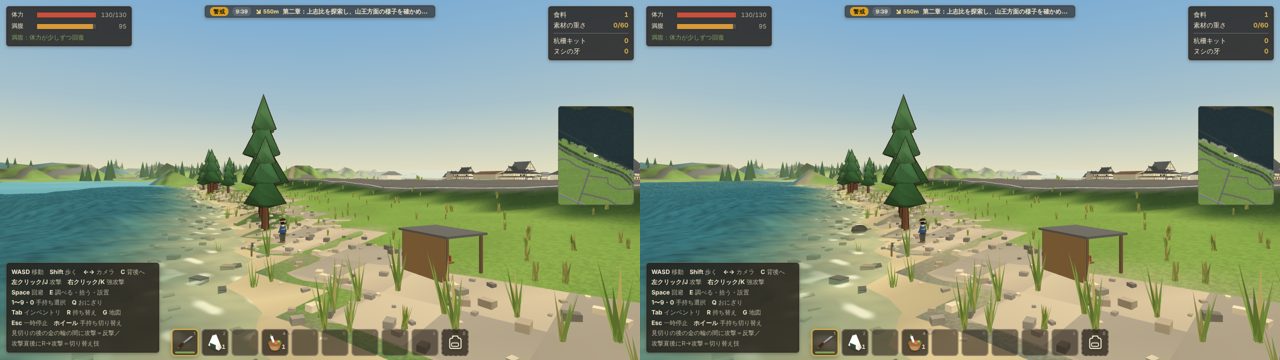 体力 130/130
満腹 95
満腹：体力が少しずつ回復
警戒 9:39 ↘ 550m 第二章：上志比を探索し、山王方面の様子を確かめ…
食料 1
素材の重さ 0/60
杭柵キット 0
ヌシの牙 0
WASD 移動 Shift 歩く ←→ カメラ C 背後へ
左クリック/J 攻撃 右クリック/K 強攻撃
Space 回避 E 調べる・拾う・設置
1〜9・0 手持ち選択 Q おにぎり
Tab インベントリ R 持ち替え G 地図
Esc 一時停止 ホイール 手持ち切り替え
見切りの後の金の輪の間に攻撃＝反撃／
攻撃直後にR→攻撃＝切り替え技
1
1
体力 130/130
満腹 95
満腹：体力が少しずつ回復
警戒 9:39 ↘ 550m 第二章：上志比を探索し、山王方面の様子を確かめ…
食料 1
素材の重さ 0/60
杭柵キット 0
ヌシの牙 0
WASD 移動 Shift 歩く ←→ カメラ C 背後へ
左クリック/J 攻撃 右クリック/K 強攻撃
Space 回避 E 調べる・拾う・設置
1〜9・0 手持ち選択 Q おにぎり
Tab インベントリ R 持ち替え G 地図
Esc 一時停止 ホイール 手持ち切り替え
見切りの後の金の輪の間に攻撃＝反撃／
攻撃直後にR→攻撃＝切り替え技
1
1